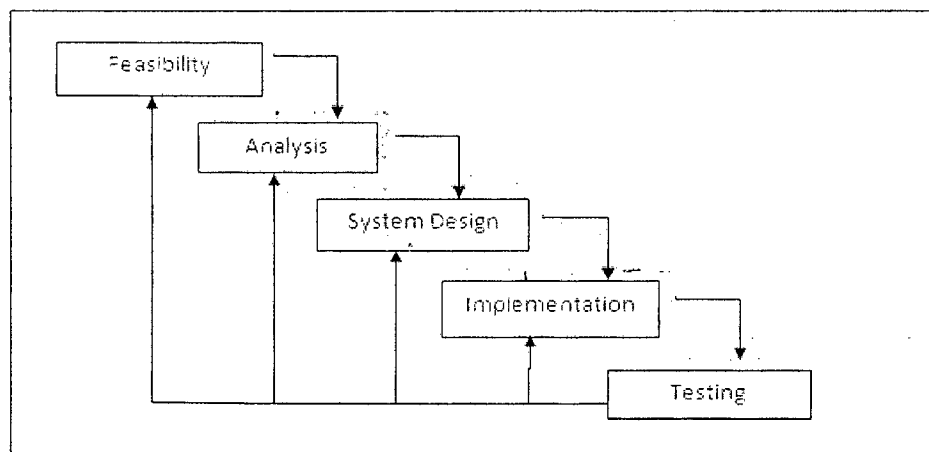 Feasibility
Analysis
System Design
Implementation
Testing